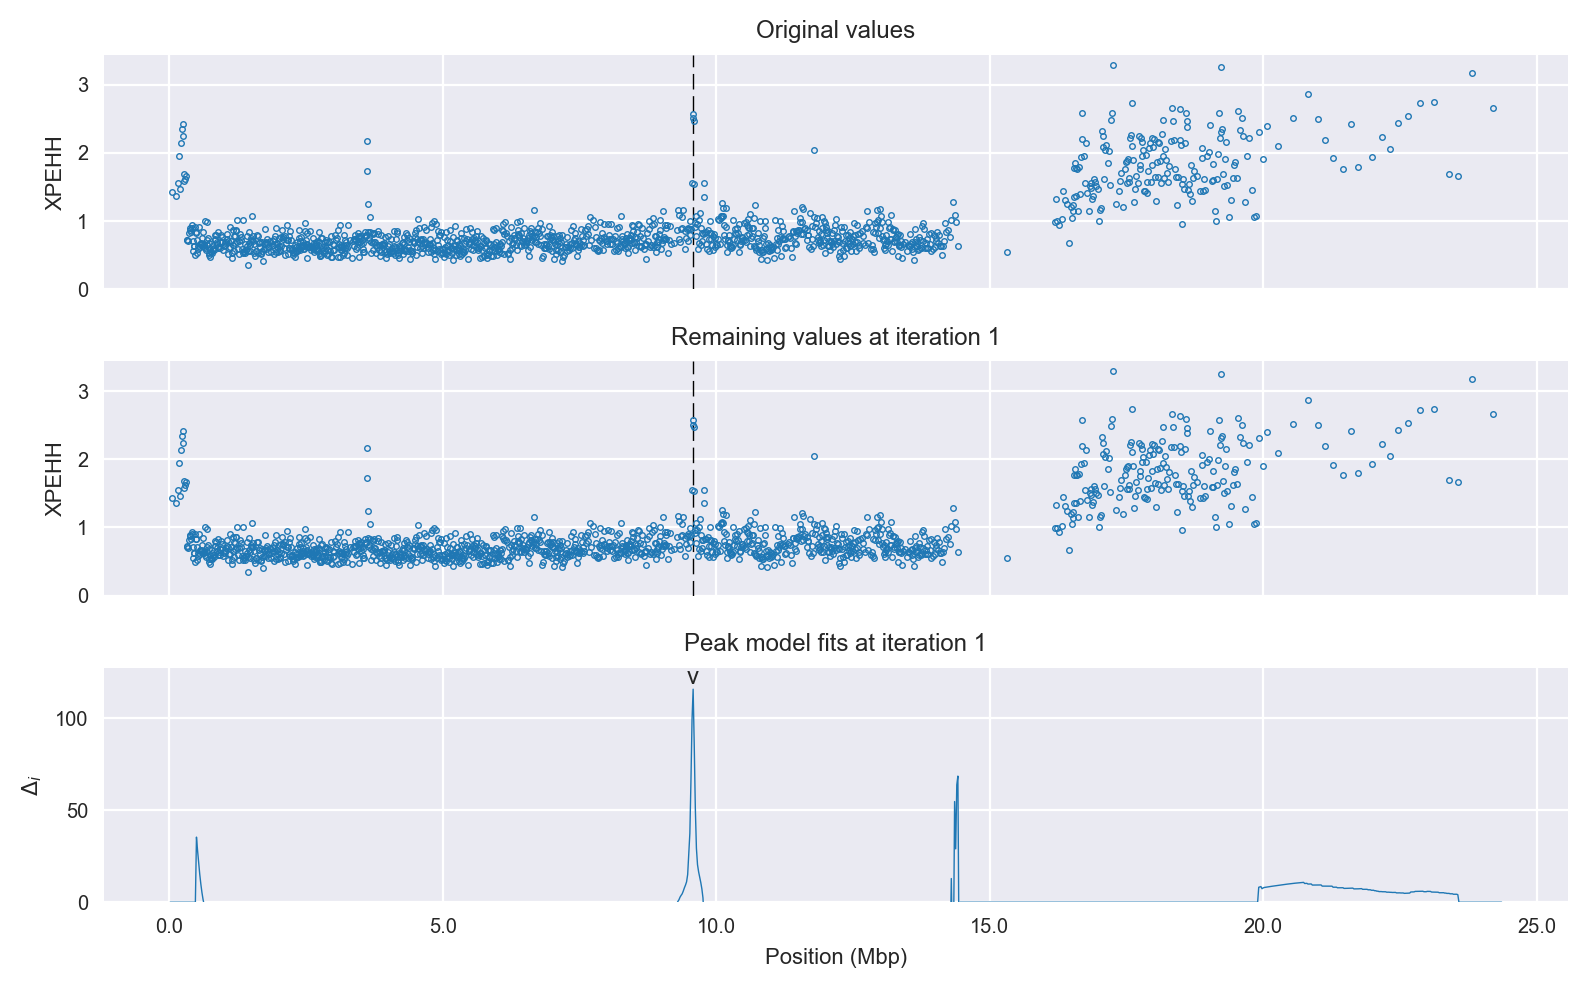 Original values
3
2
1
0
XPEHH
Remaining values at iteration 1
3
2
1
0
XPEHH
Peak model fits at iteration 1
v
100
50
0
Δi
0.0 5.0 10.0 15.0 20.0 25.0
Position (Mbp)